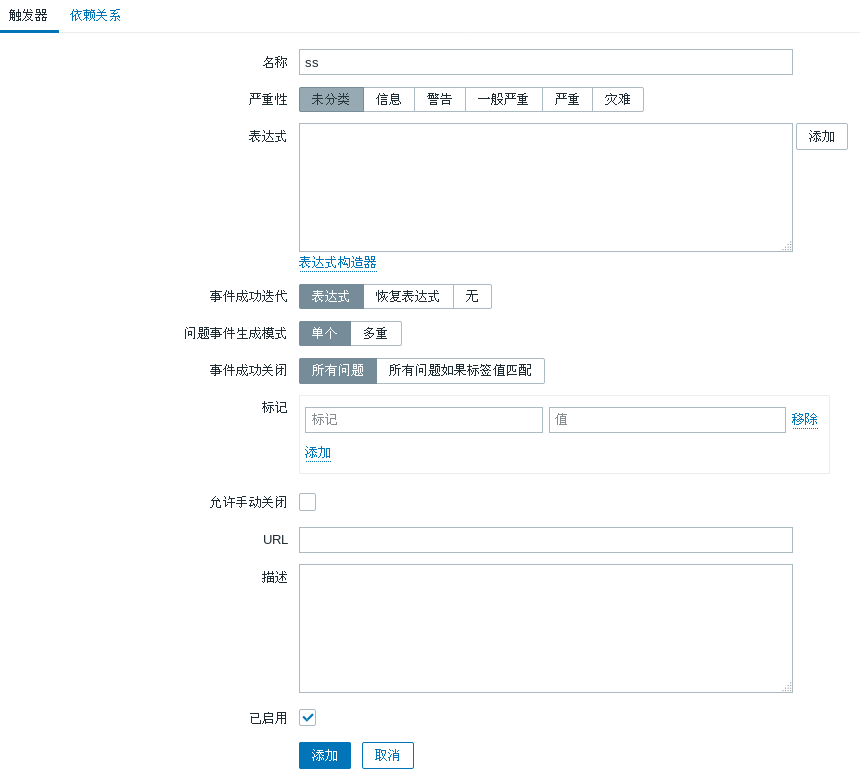 触发器 依赖关系
名称 ss
严重性 未分类 信息 警告 一般严重 严重 灾难
表达式 添加
表达式构造器
事件成功迭代 表达式 恢复表达式 无
问题事件生成模式 单个 多重
事件成功关闭 所有问题 所有问题如果标签值匹配
标记 标记 值 移除
添加
允许手动关闭
URL
描述
已启用
添加 取消